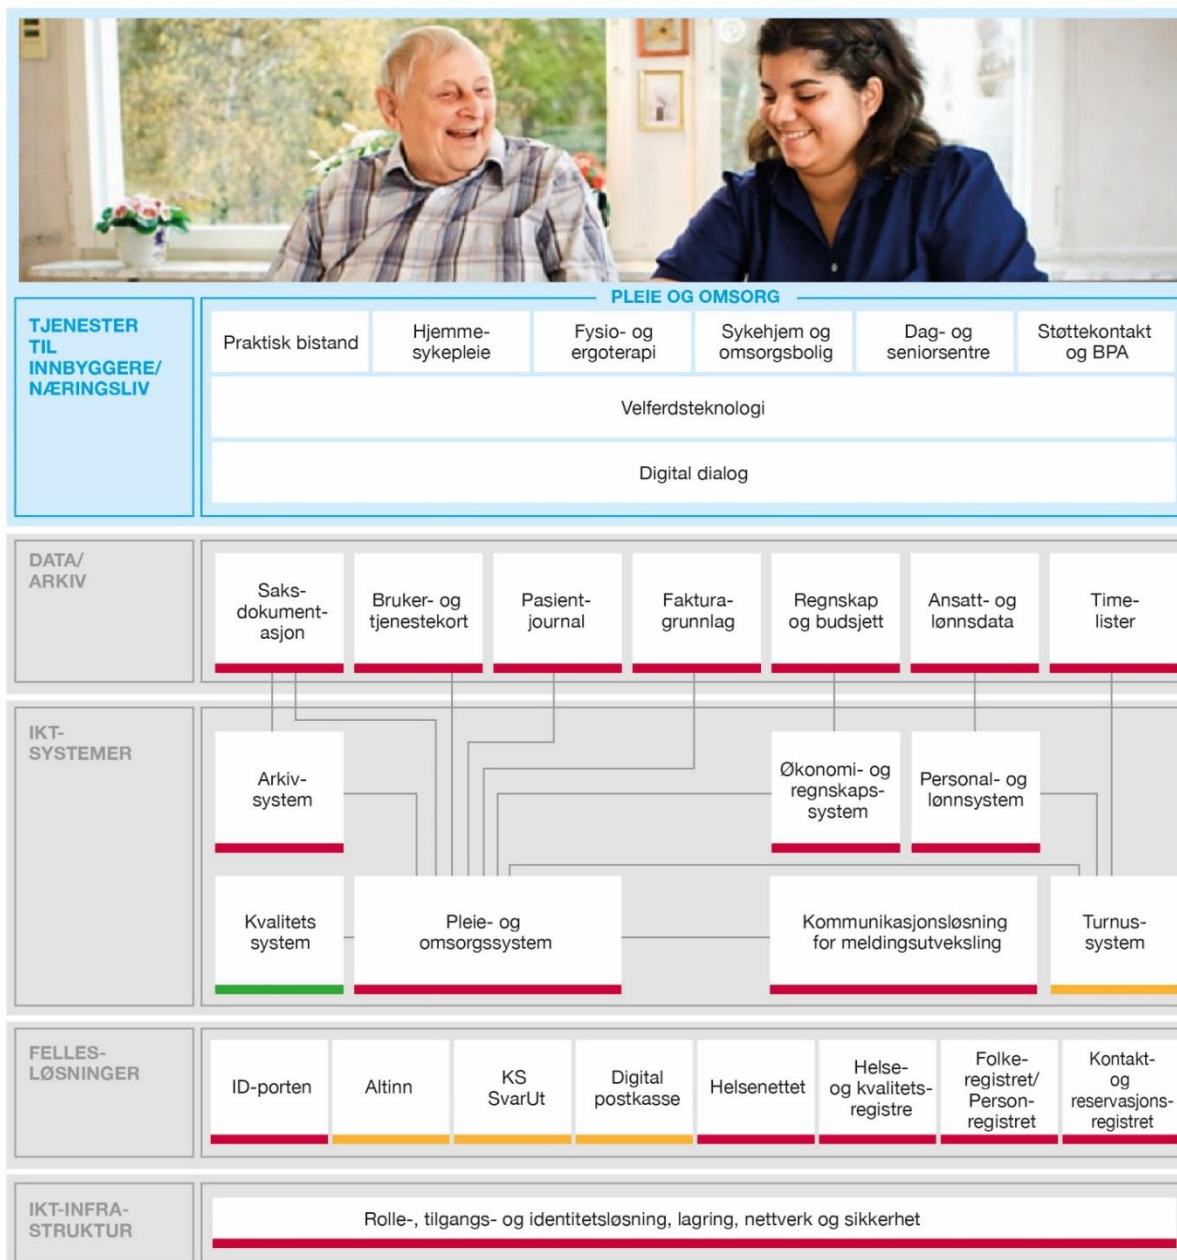 PLEIE OG OMSORG
TJENESTER
TIL
INNBYGGERE/
NÆRINGSLIV
Praktisk bistand
Hjemme-
sykepleie
Fysio- og
ergoterapi
Sykehjem og
omsorgsbolig
Dag- og
seniorsentre
Støttekontakt
og BPA
Velferdsteknologi
Digital dialog
DATA/
ARKIV
Saks-
dokument-
asjon
Bruker- og
tjenestekort
Pasient-
journal
Faktura-
grunnlag
Regnskap
og budsjett
Ansatt- og
lønnsdata
Time-
lister
IKT-
SYSTEMER
Arkiv-
system
Økonomi- og
regnskaps-
system
Personal- og
lønnsystem
Kvalitets
system
Pleie- og
omsorgssystem
Kommunikasjonsløsning
for meldingsutveksling
Turnus-
system
FELLES-
LØSNINGER
ID-porten
Altinn
KS
SvarUt
Digital
postkasse
Helsenettet
Helse-
og kvalitets-
registre
Folke-
registret/
Person-
registret
Kontakt-
og
reservasjons-
registret
IKT-INFRA-
STRUKTUR
Rolle-, tilgangs- og identitetsløsning, lagring, nettverk og sikkerhet